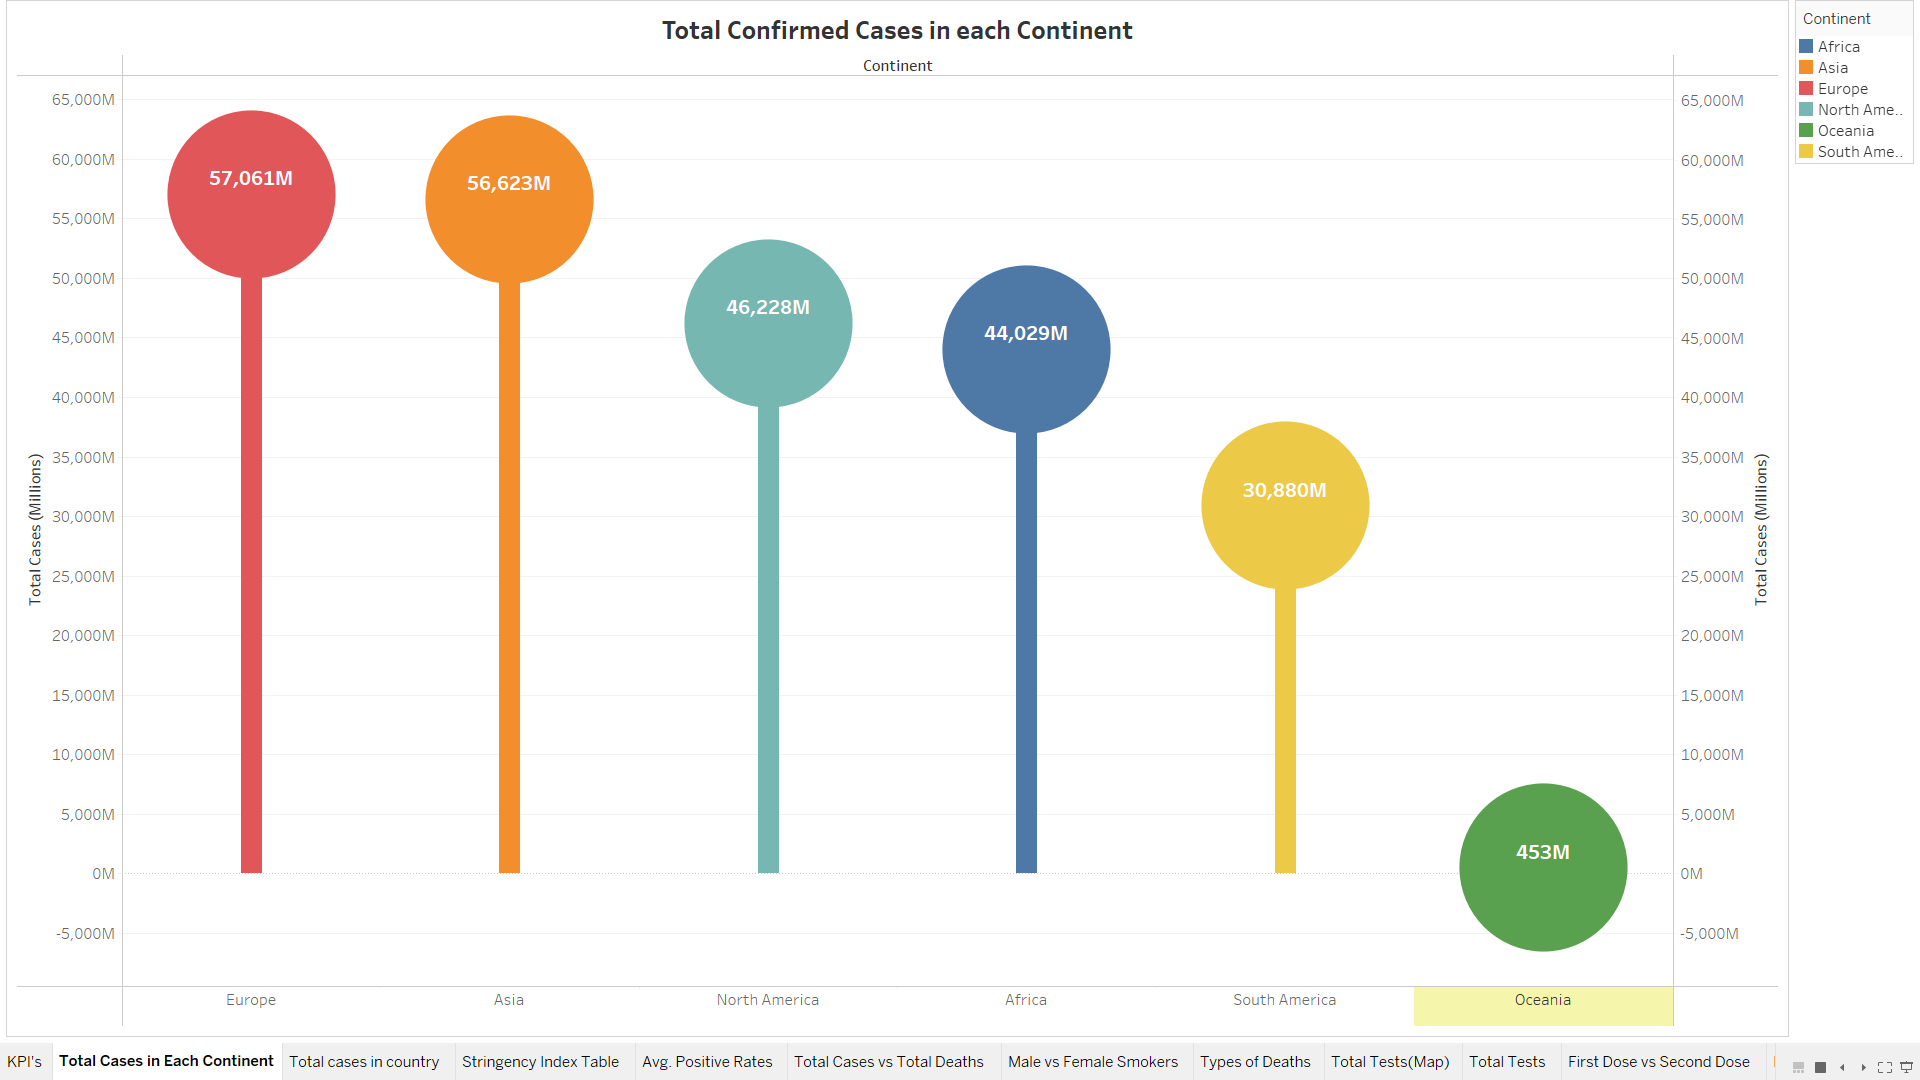 Total Confirmed Cases in each Continent
Continent
65,000M
60,000M
55,000M
50,000M
45,000M
40,000M
35,000M
30,000M
25,000M
20,000M
15,000M
10,000M
5,000M
0M
-5,000M
Total Cases (Millions)
57,061M
56,623M
46,228M
44,029M
30,880M
453M
65,000M
60,000M
55,000M
50,000M
45,000M
40,000M
35,000M
30,000M
25,000M
20,000M
15,000M
10,000M
5,000M
0M
-5,000M
Total Cases (Millions)
Europe Asia North America Africa South America Oceania
Continent
Africa
Asia
Europe
North Ame..
Oceania
South Ame..
KPI's Total Cases in Each Continent Total cases in country Stringency Index Table Avg. Positive Rates Total Cases vs Total Deaths Male vs Female Smokers Types of Deaths Total Tests(Map) Total Tests First Dose vs Second Dose